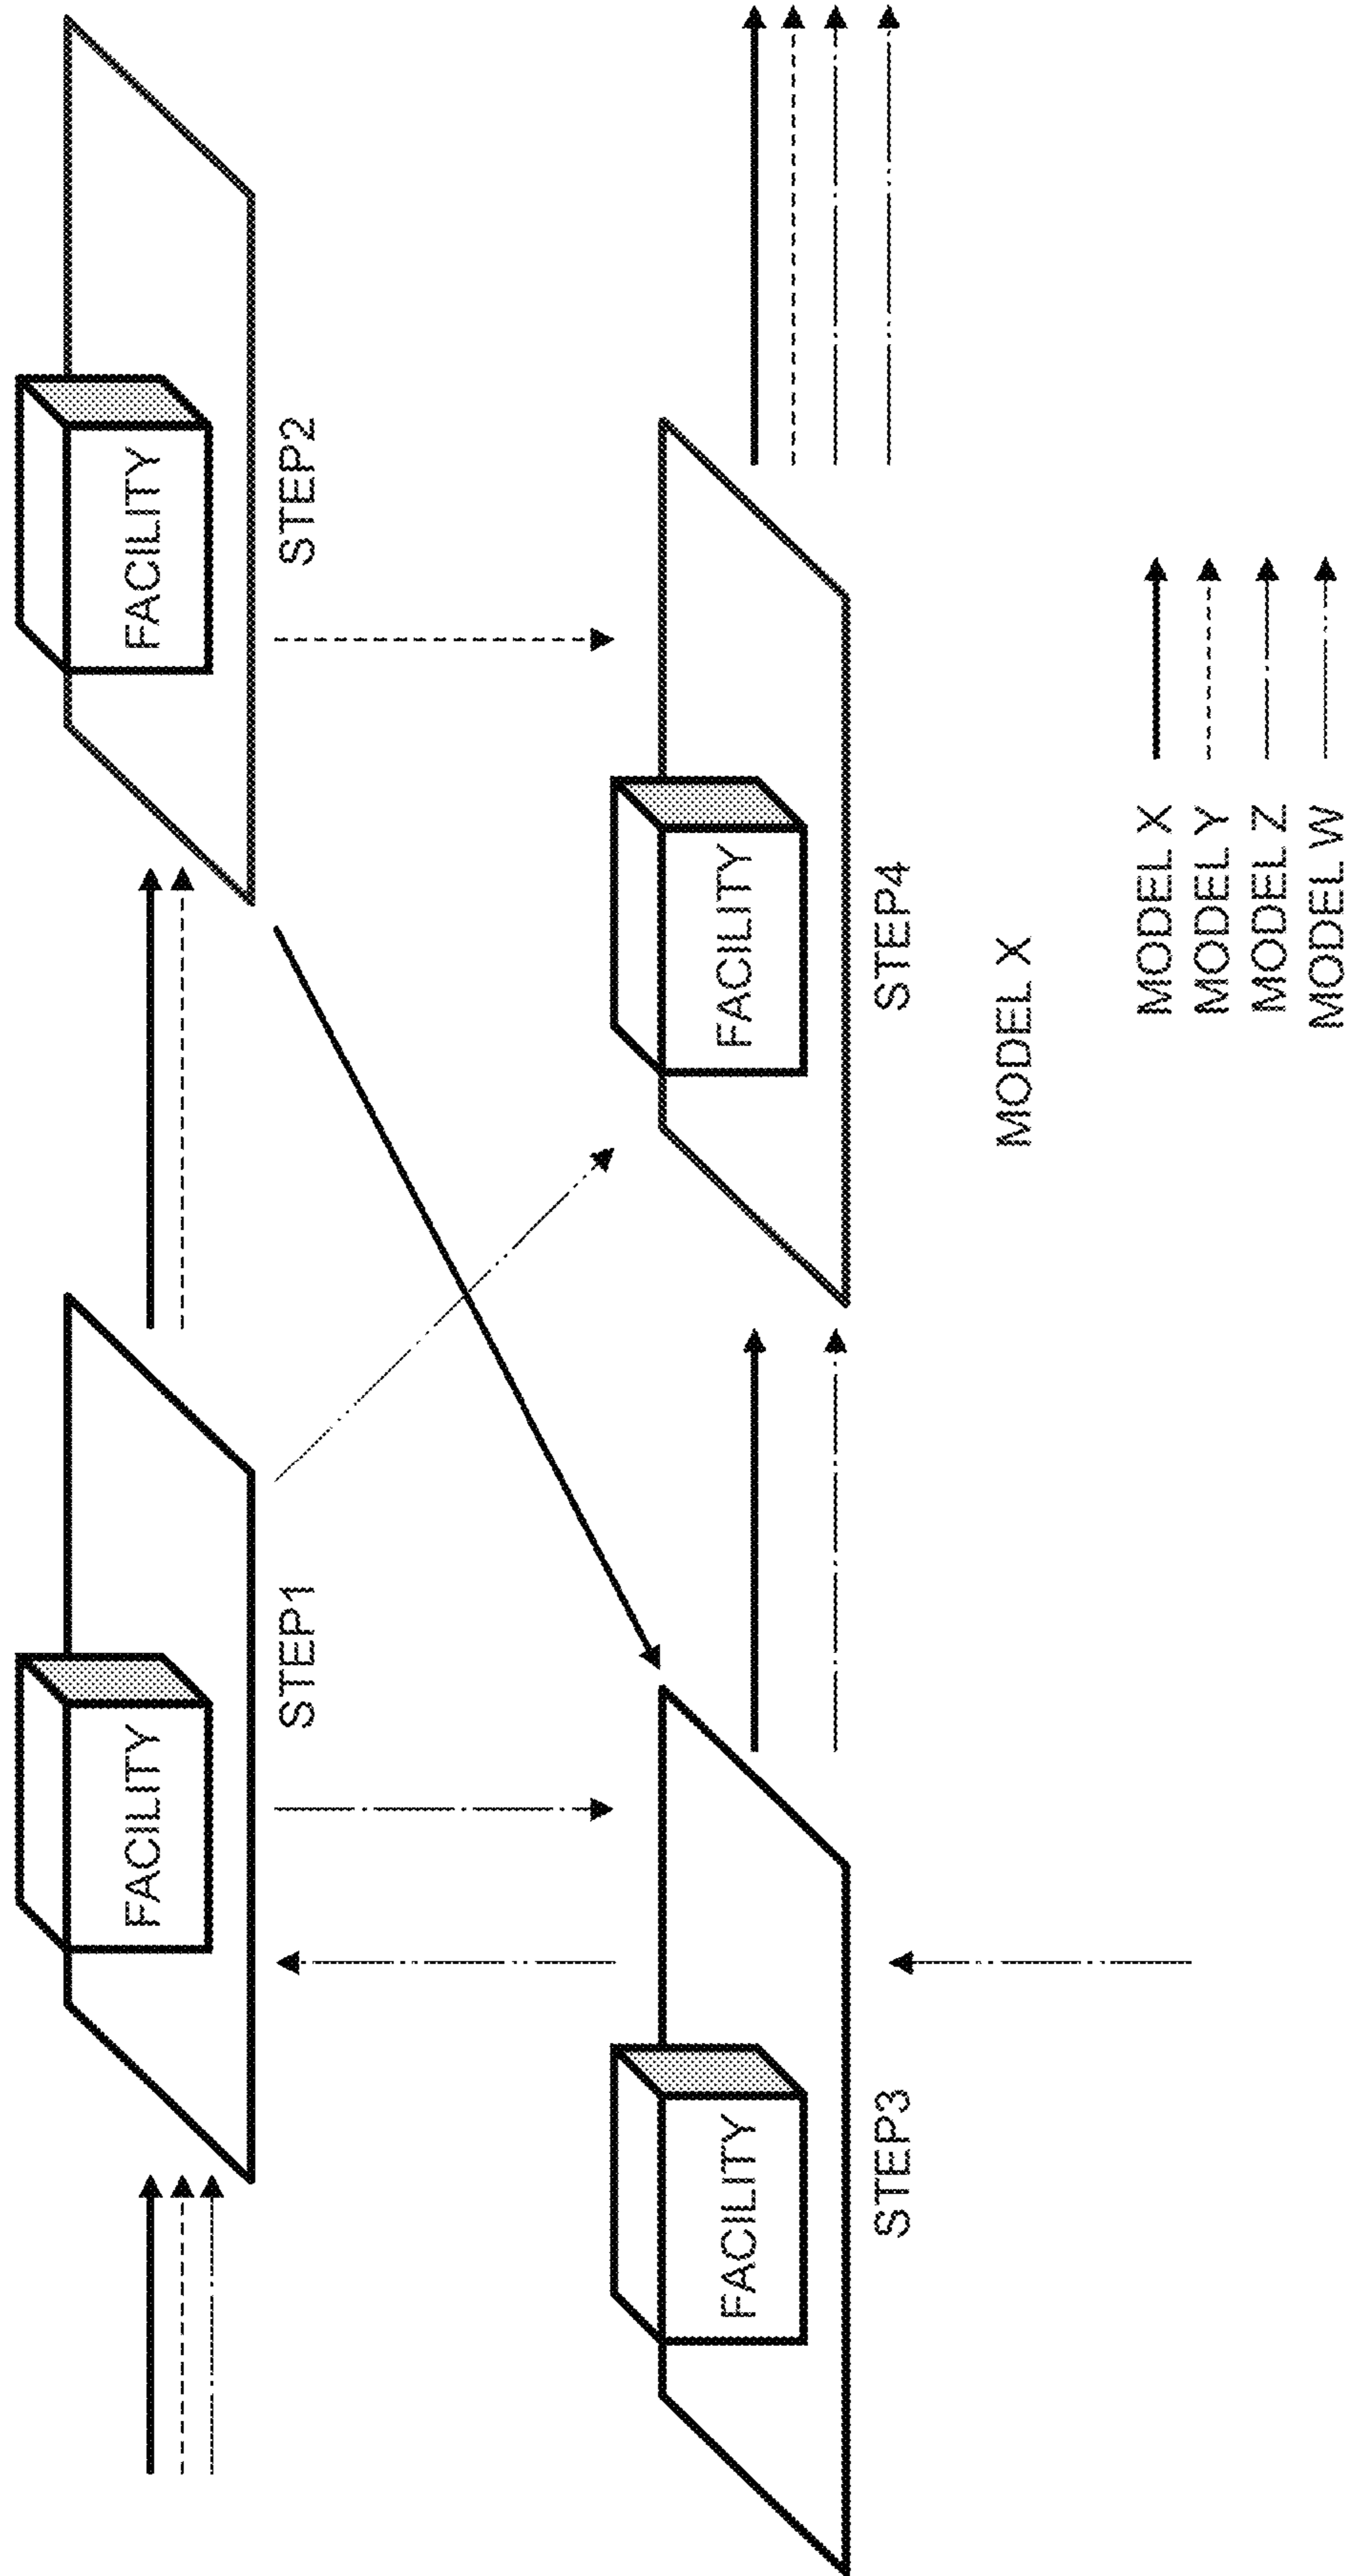 FACILITY
STEP1
FACILITY
STEP2
FACILITY
STEP3
FACILITY
STEP4
MODEL X
MODEL X
MODEL Y
MODEL Z
MODEL W